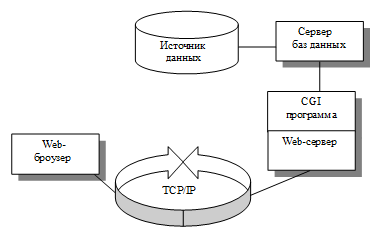 Источник
данных
Сервер
баз данных
CGI
программа
Web-сервер
Web-
броузер
TCP/IP